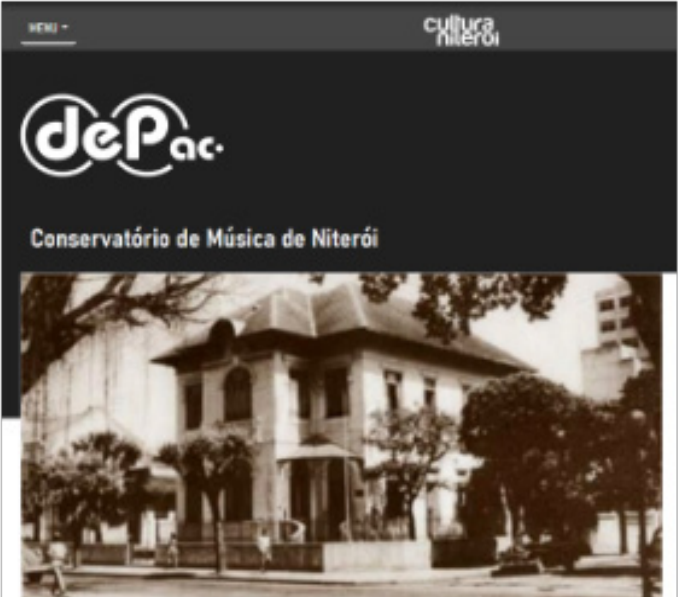 MENU
cultura
niterói
dePac.
Conservatório de Música de Niterói